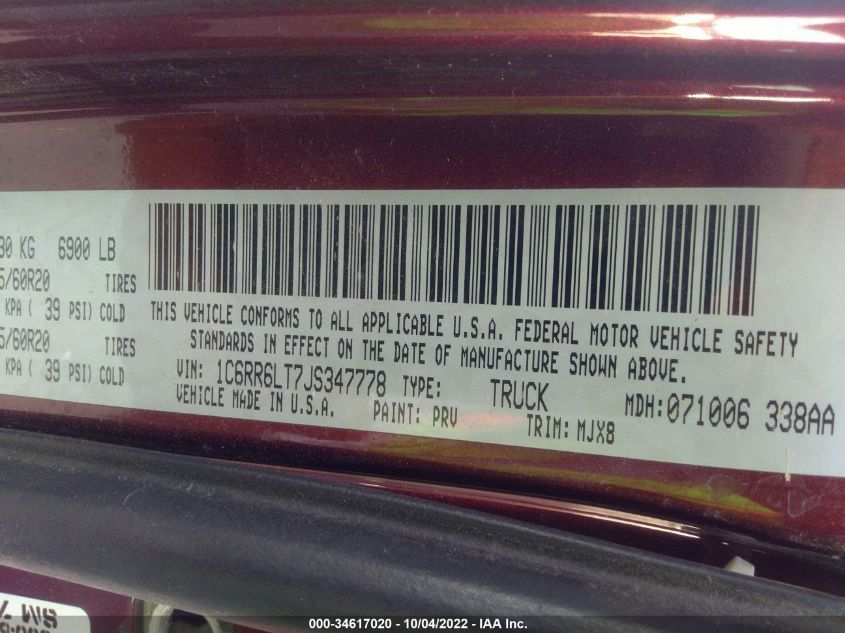 30 KG 6900 LB
5/60R20 TIRES
KPA ( 39 PSI) COLD
5/60R20 TIRES
KPA ( 39 PSI) COLD
THIS VEHICLE CONFORMS TO ALL APPLICABLE U.S.A. FEDERAL MOTOR VEHICLE SAFETY
STANDARDS IN EFFECT ON THE DATE OF MANUFACTURE SHOWN ABOVE.
VIN: 1C6RR6LT7JS347778 TYPE: TRUCK MDH: 071006 338AA
VEHICLE MADE IN U.S.A. PAINT: PRV TRIM: MJX8
000-34617020 - 10/04/2022 - IAA Inc.